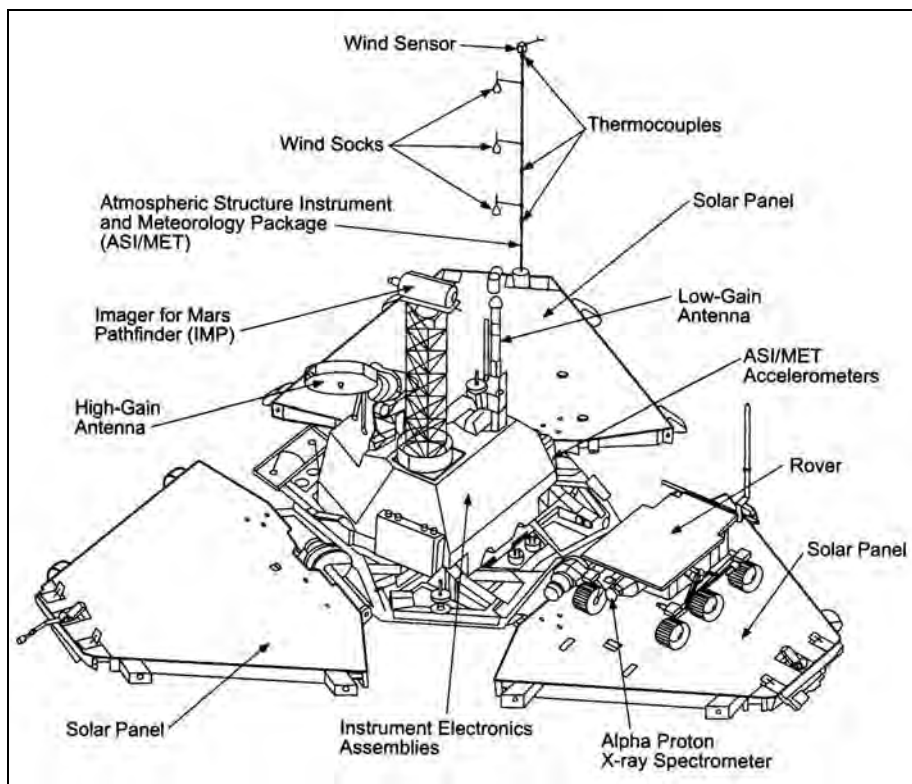 Wind Sensor
Wind Socks
Thermocouples
Atmospheric Structure Instrument
and Meteorology Package
(ASI/MET)
Solar Panel
Imager for Mars
Pathfinder (IMP)
Low-Gain
Antenna
ASI/MET
Accelerometers
High-Gain
Antenna
Rover
Solar Panel
Solar Panel
Instrument Electronics
Assemblies
Alpha Proton
X-ray Spectrometer